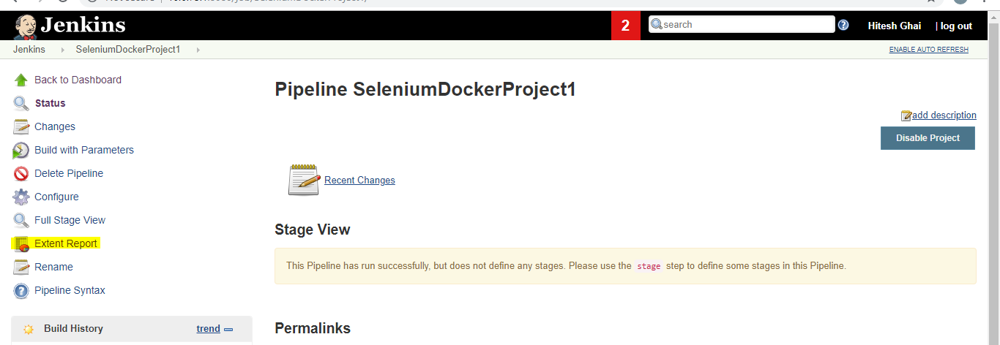 Jenkins
2
search
Hitesh Ghai
| log out
Jenkins
SeleniumDockerProject1
ENABLE AUTO REFRESH
Back to Dashboard
Status
Changes
Build with Parameters
Delete Pipeline
Configure
Full Stage View
Extent Report
Rename
Pipeline Syntax
Build History
trend
Pipeline SeleniumDockerProject1
add description
Disable Project
Recent Changes
Stage View
This Pipeline has run successfully, but does not define any stages. Please use the stage step to define some stages in this Pipeline.
Permalinks